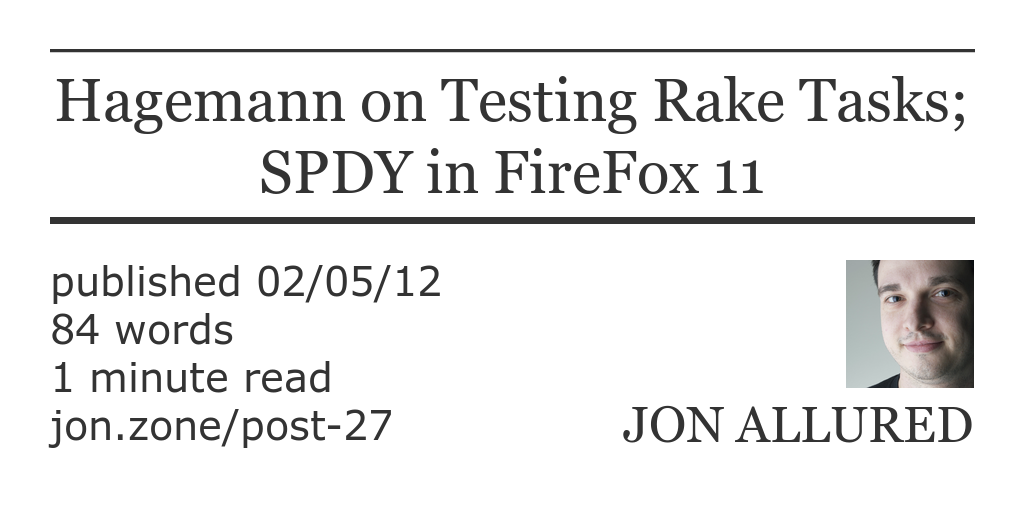 Hagemann on Testing Rake Tasks;
SPDY in FireFox 11
published 02/05/12
84 words
1 minute read
jon.zone/post-27
JON ALLURED